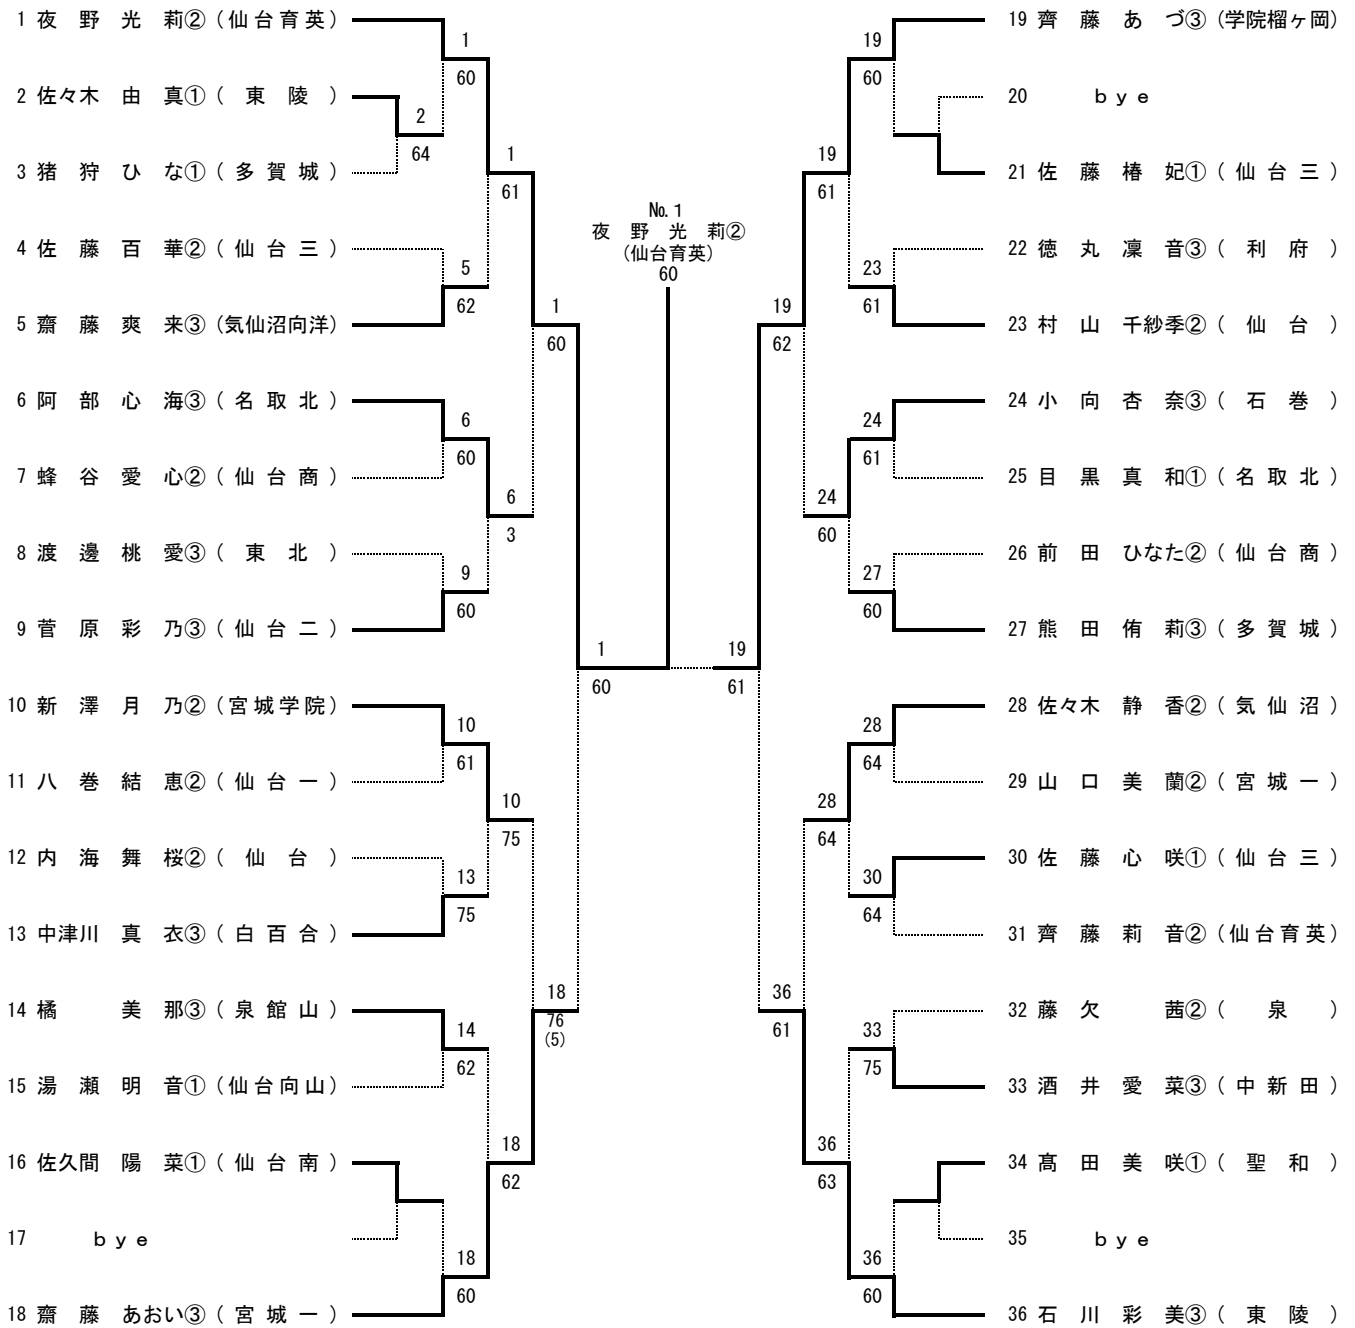 1 夜野光莉②(仙台育英)
1
60
2 佐々木由真①(東陵)
2
64
3 猪狩ひな①(多賀城)
1
61
4 佐藤百華②(仙台三)
5
62
5 齋藤爽来③(気仙沼向洋)
1
60
6 阿部心海③(名取北)
6
60
7 蜂谷愛心②(仙台商)
6
3
8 渡邊桃愛③(東北)
9
60
9 菅原彩乃③(仙台二)
1
60
10 新澤月乃②(宮城学院)
10
61
11 八巻結恵②(仙台一)
10
75
12 内海舞桜②(仙台)
13
75
13 中津川真衣③(白百合)
18
76
(5)
14 橘美那③(泉館山)
14
62
15 湯瀬明音①(仙台向山)
18
62
16 佐久間陽菜①(仙台南)
17 bye
18
60
18 齋藤あおい③(宮城一)
№1
夜野光莉②
(仙台育英)
60
19 齊藤あづ③(学院榴ヶ岡)
19
60
20 bye
19
61
21 佐藤椿妃①(仙台三)
22 徳丸凜音③(利府)
23
61
23 村山千紗季②(仙台)
19
62
24 小向杏奈③(石巻)
24
61
25 目黒真和①(名取北)
24
60
26 前田ひなた②(仙台商)
27
60
27 熊田侑莉③(多賀城)
19
61
28 佐々木静香②(気仙沼)
28
64
29 山口美蘭②(宮城一)
28
64
30 佐藤心咲①(仙台三)
30
64
31 齊藤莉音②(仙台育英)
36
61
32 藤欠茜②(泉)
33
75
33 酒井愛菜③(中新田)
36
63
34 髙田美咲①(聖和)
35 bye
36
60
36 石川彩美③(東陵)